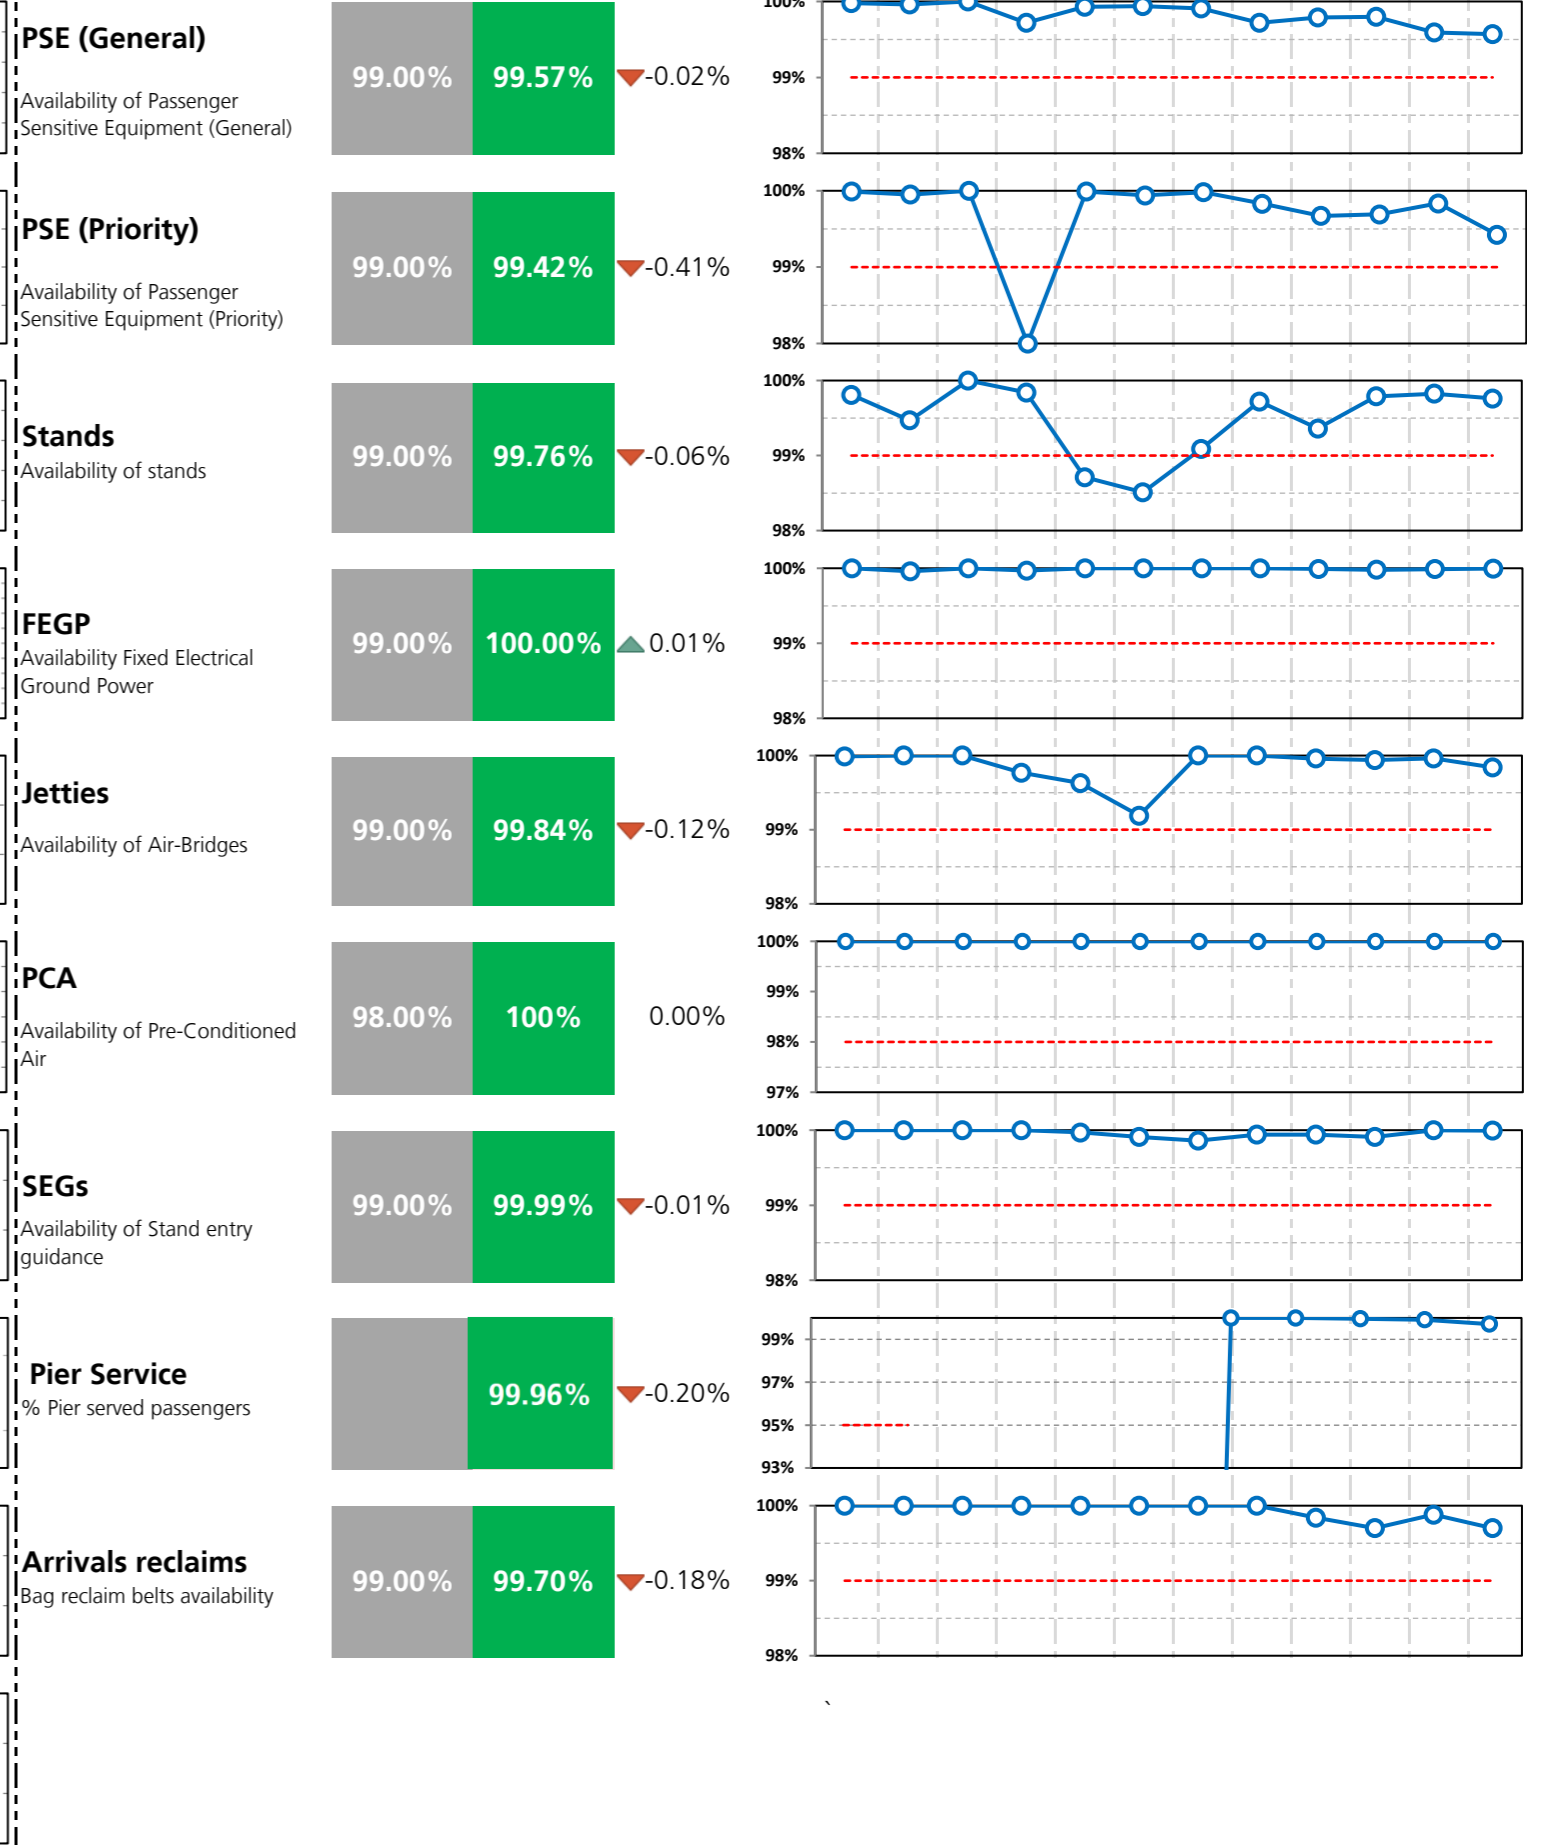 PSE (General)
Availability of Passenger
Sensitive Equipment (General)
99.00%
99.57%
-0.02%
100%
99%
98%
PSE (Priority)
Availability of Passenger
Sensitive Equipment (Priority)
99.00%
99.42%
-0.41%
100%
99%
98%
Stands
Availability of stands
99.00%
99.76%
-0.06%
100%
99%
98%
FEGP
Availability Fixed Electrical
Ground Power
99.00%
100.00%
0.01%
100%
99%
98%
Jetties
Availability of Air-Bridges
99.00%
99.84%
-0.12%
100%
99%
98%
PCA
Availability of Pre-Conditioned
Air
98.00%
100%
0.00%
100%
99%
98%
97%
SEGs
Availability of Stand entry
guidance
99.00%
99.99%
-0.01%
100%
99%
98%
Pier Service
% Pier served passengers
99.96%
-0.20%
99%
97%
95%
93%
Arrivals reclaims
Bag reclaim belts availability
99.00%
99.70%
-0.18%
100%
99%
98%
`